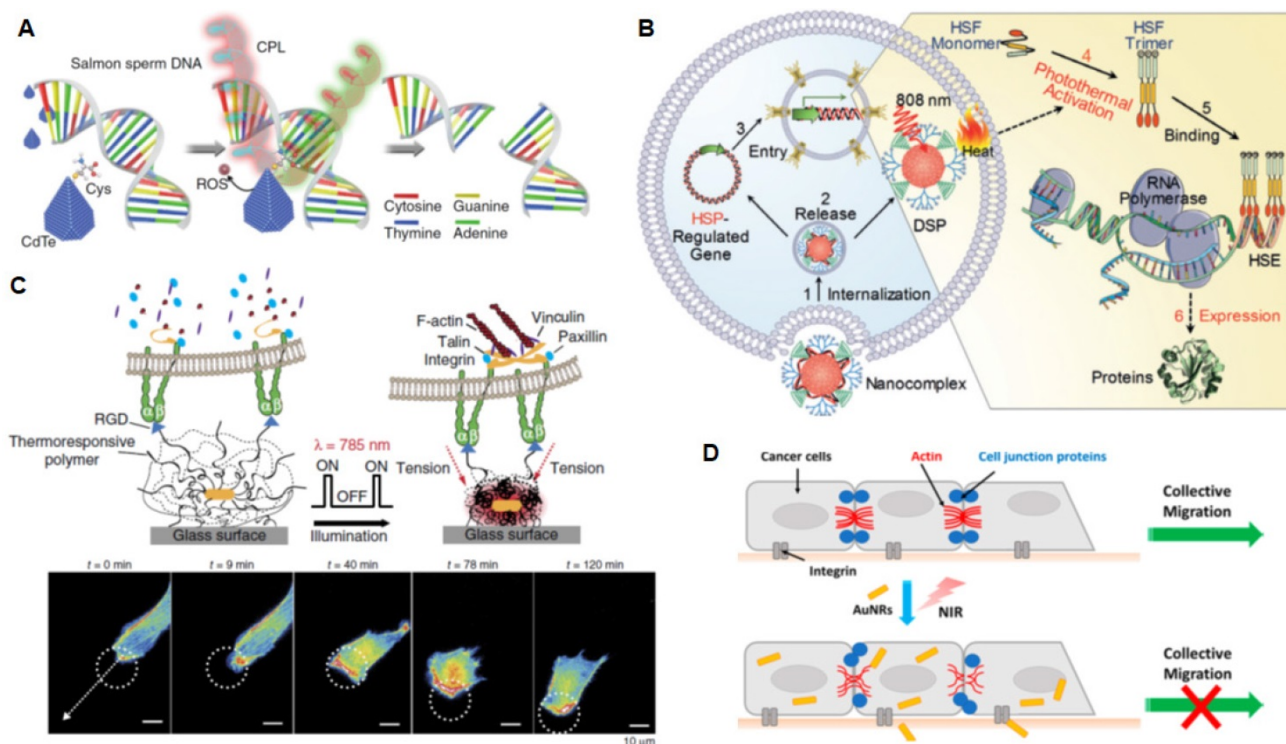 A
Salmon sperm DNA
CPL
Cys
CdTe
ROS
Cytosine
Guanine
Thymine
Adenine
B
HSF
Monomer
HSF
Trimer
4
Photothermal
Activation
5
Binding
808 nm
Heat
3
Entry
2
Release
HSP-
Regulated
Gene
DSP
1
Internalization
Nanocomplex
RNA
Polymerase
HSE
6
Expression
Proteins
C
F-actin
Talin
Integrin
Vinculin
Paxillin
α β
α β
α β
α β
RGD
Thermoresponsive
polymer
λ = 785 nm
ON
ON
OFF
Illumination
Tension
Tension
Glass surface
Glass surface
t = 0 min
t = 9 min
t = 40 min
t = 78 min
t = 120 min
10 μm
D
Cancer cells
Actin
Cell junction proteins
Integrin
Collective
Migration
AuNRs
NIR
Collective
Migration